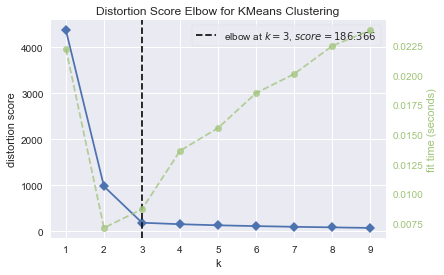 Distortion Score Elbow for KMeans Clustering
elbow at k = 3, score = 186.366
distortion score
4000
3000
2000
1000
0
0.0225
0.0200
0.0175
0.0150
0.0125
0.0100
0.0075
fit time (seconds)
1 2 3 4 5 6 7 8 9
k